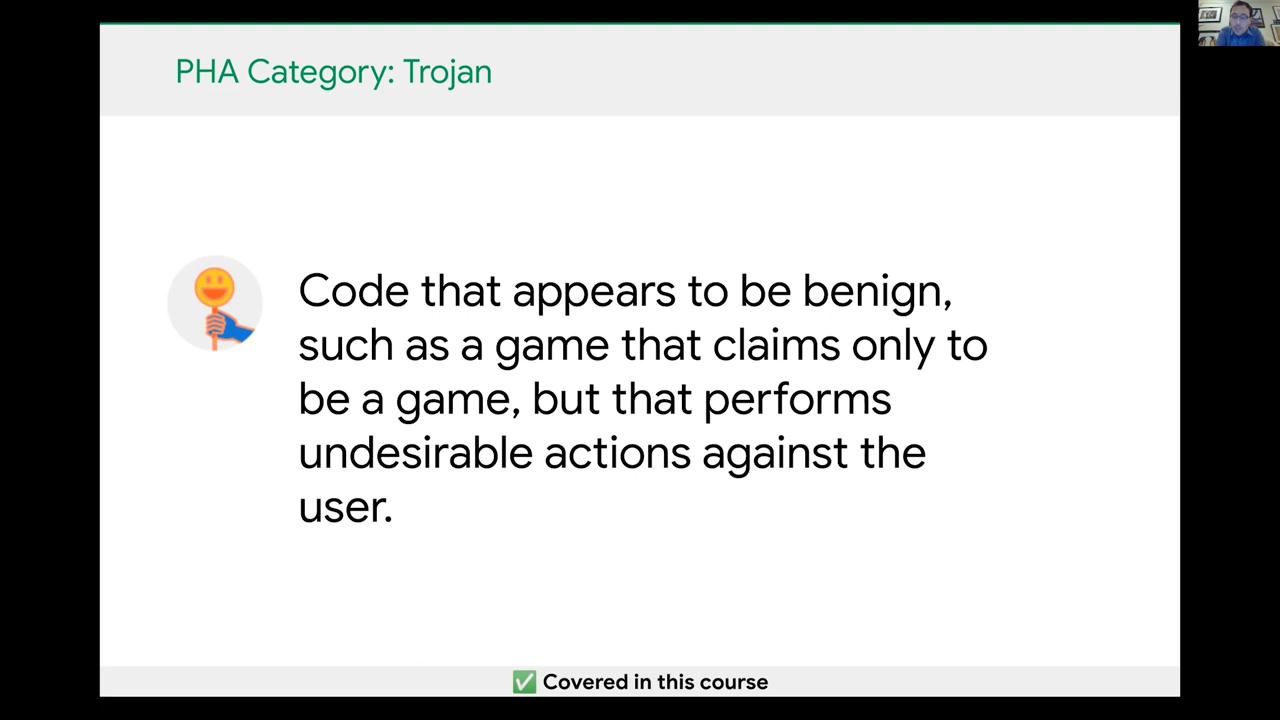 PHA Category: Trojan
Code that appears to be benign,
such as a game that claims only to
be a game, but that performs
undesirable actions against the
user.
✅ Covered in this course